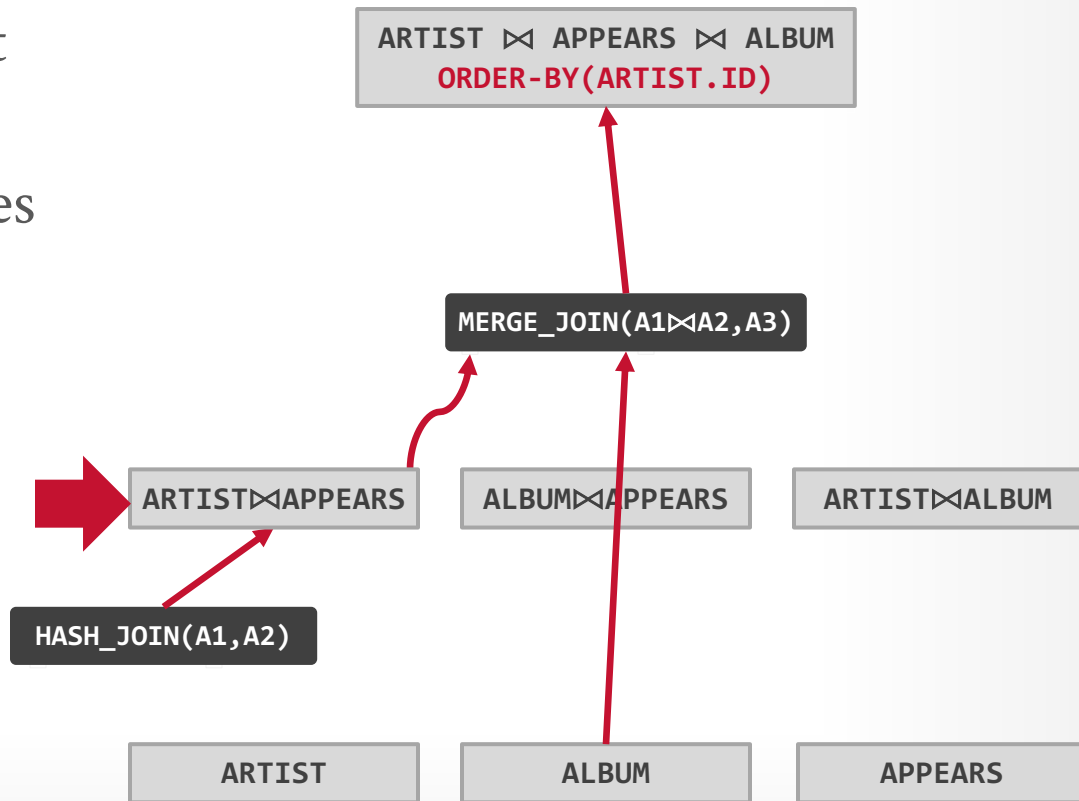 t
es
ARTIST ⋈ APPEARS ⋈ ALBUM
ORDER-BY(ARTIST.ID)
MERGE_JOIN(A1⋈A2,A3)
ARTIST⋈APPEARS
ALBUM⋈APPEARS
ARTIST⋈ALBUM
HASH_JOIN(A1,A2)
ARTIST
ALBUM
APPEARS